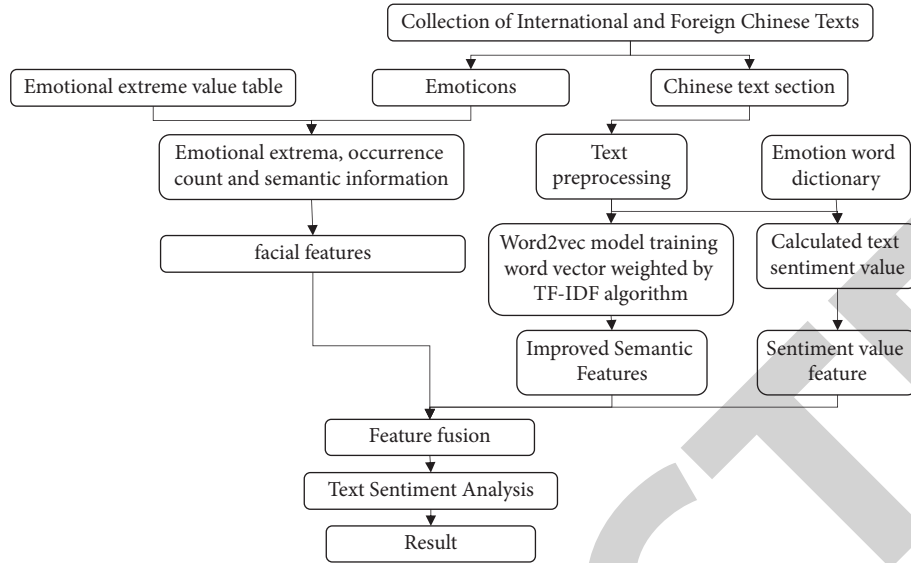 Collection of International and Foreign Chinese Texts
Emotional extreme value table
Emoticons
Chinese text section
Emotional extrema, occurrence
count and semantic information
Text
preprocessing
Emotion word
dictionary
facial features
Word2vec model training
word vector weighted by
TF-IDF algorithm
Calculated text
sentiment value
Improved Semantic
Features
Sentiment value
feature
Feature fusion
Text Sentiment Analysis
Result